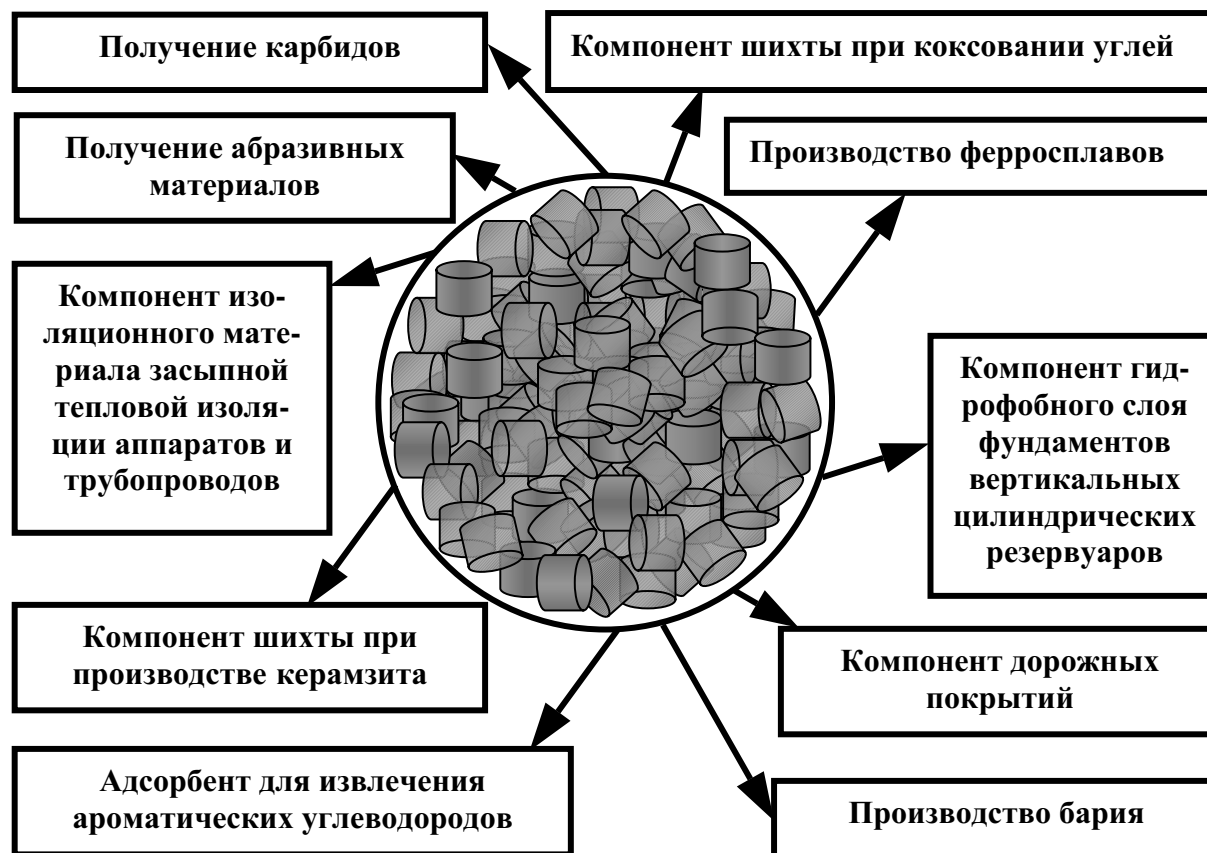 Получение карбидов
Компонент шихты при коксовании углей
Получение абразивных
материалов
Производство ферросплавов
Компонент изо-
ляционного мате-
риала засыпной
тепловой изоля-
ции аппаратов и
трубопроводов
Компонент гид-
рофобного слоя
фундаментов
вертикальных
цилиндрических
резервуаров
Компонент шихты при
производстве керамзита
Компонент дорожных
покрытий
Адсорбент для извлечения
ароматических углеводородов
Производство бария